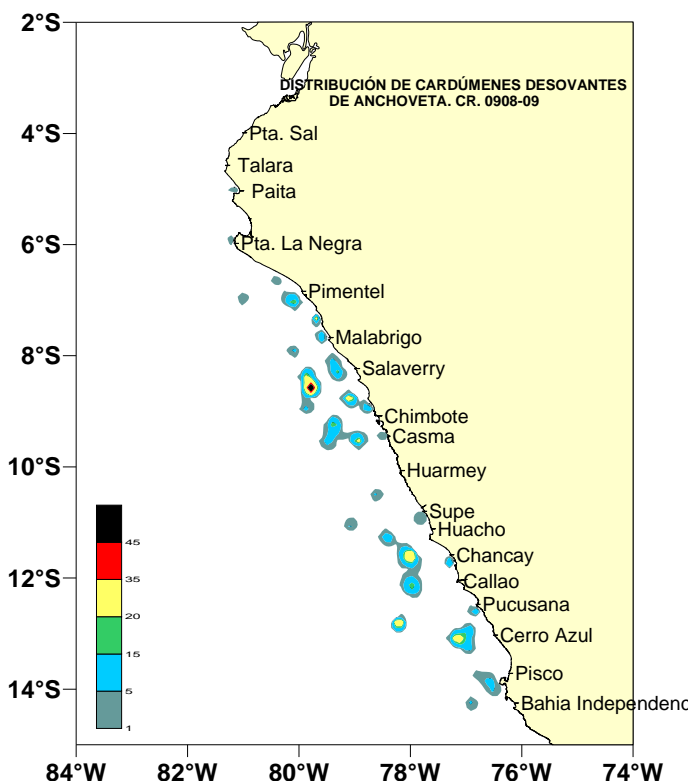 2°S
DISTRIBUCIÓN DE CARDÚMENES DESOVANTES
DE ANCHOVETA. CR. 0908-09
4°S
Pta. Sal
Talara
Paita
6°S
Pta. La Negra
Pimentel
Malabrigo
8°S
Salaverry
Chimbote
Casma
10°S
Huarmey
Supe
Huacho
45
35
Chancay
12°S
Callao
20
Pucusana
15
Cerro Azul
5
Pisco
14°S
Bahia Independenc
1
84°W
82°W
80°W
78°W
76°W
74°W